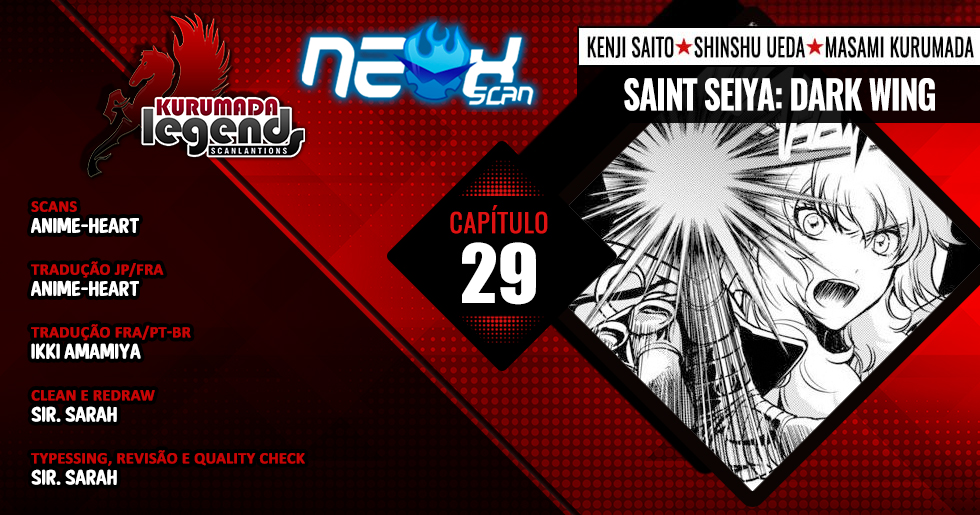 KURUMADA
legends
SCANLANTIONS
NEOX
SCAN
KENJI SAITO★SHINSHU UEDA★MASAMI KURUMADA
SAINT SEIYA: DARK WING
CAPÍTULO
29
SCANS
ANIME-HEART
TRADUÇÃO JP/FRA
ANIME-HEART
TRADUÇÃO FRA/PT-BR
IKKI AMAMIYA
CLEAN E REDRAW
SIR. SARAH
TYPESSING, REVISÃO E QUALITY CHECK
SIR. SARAH